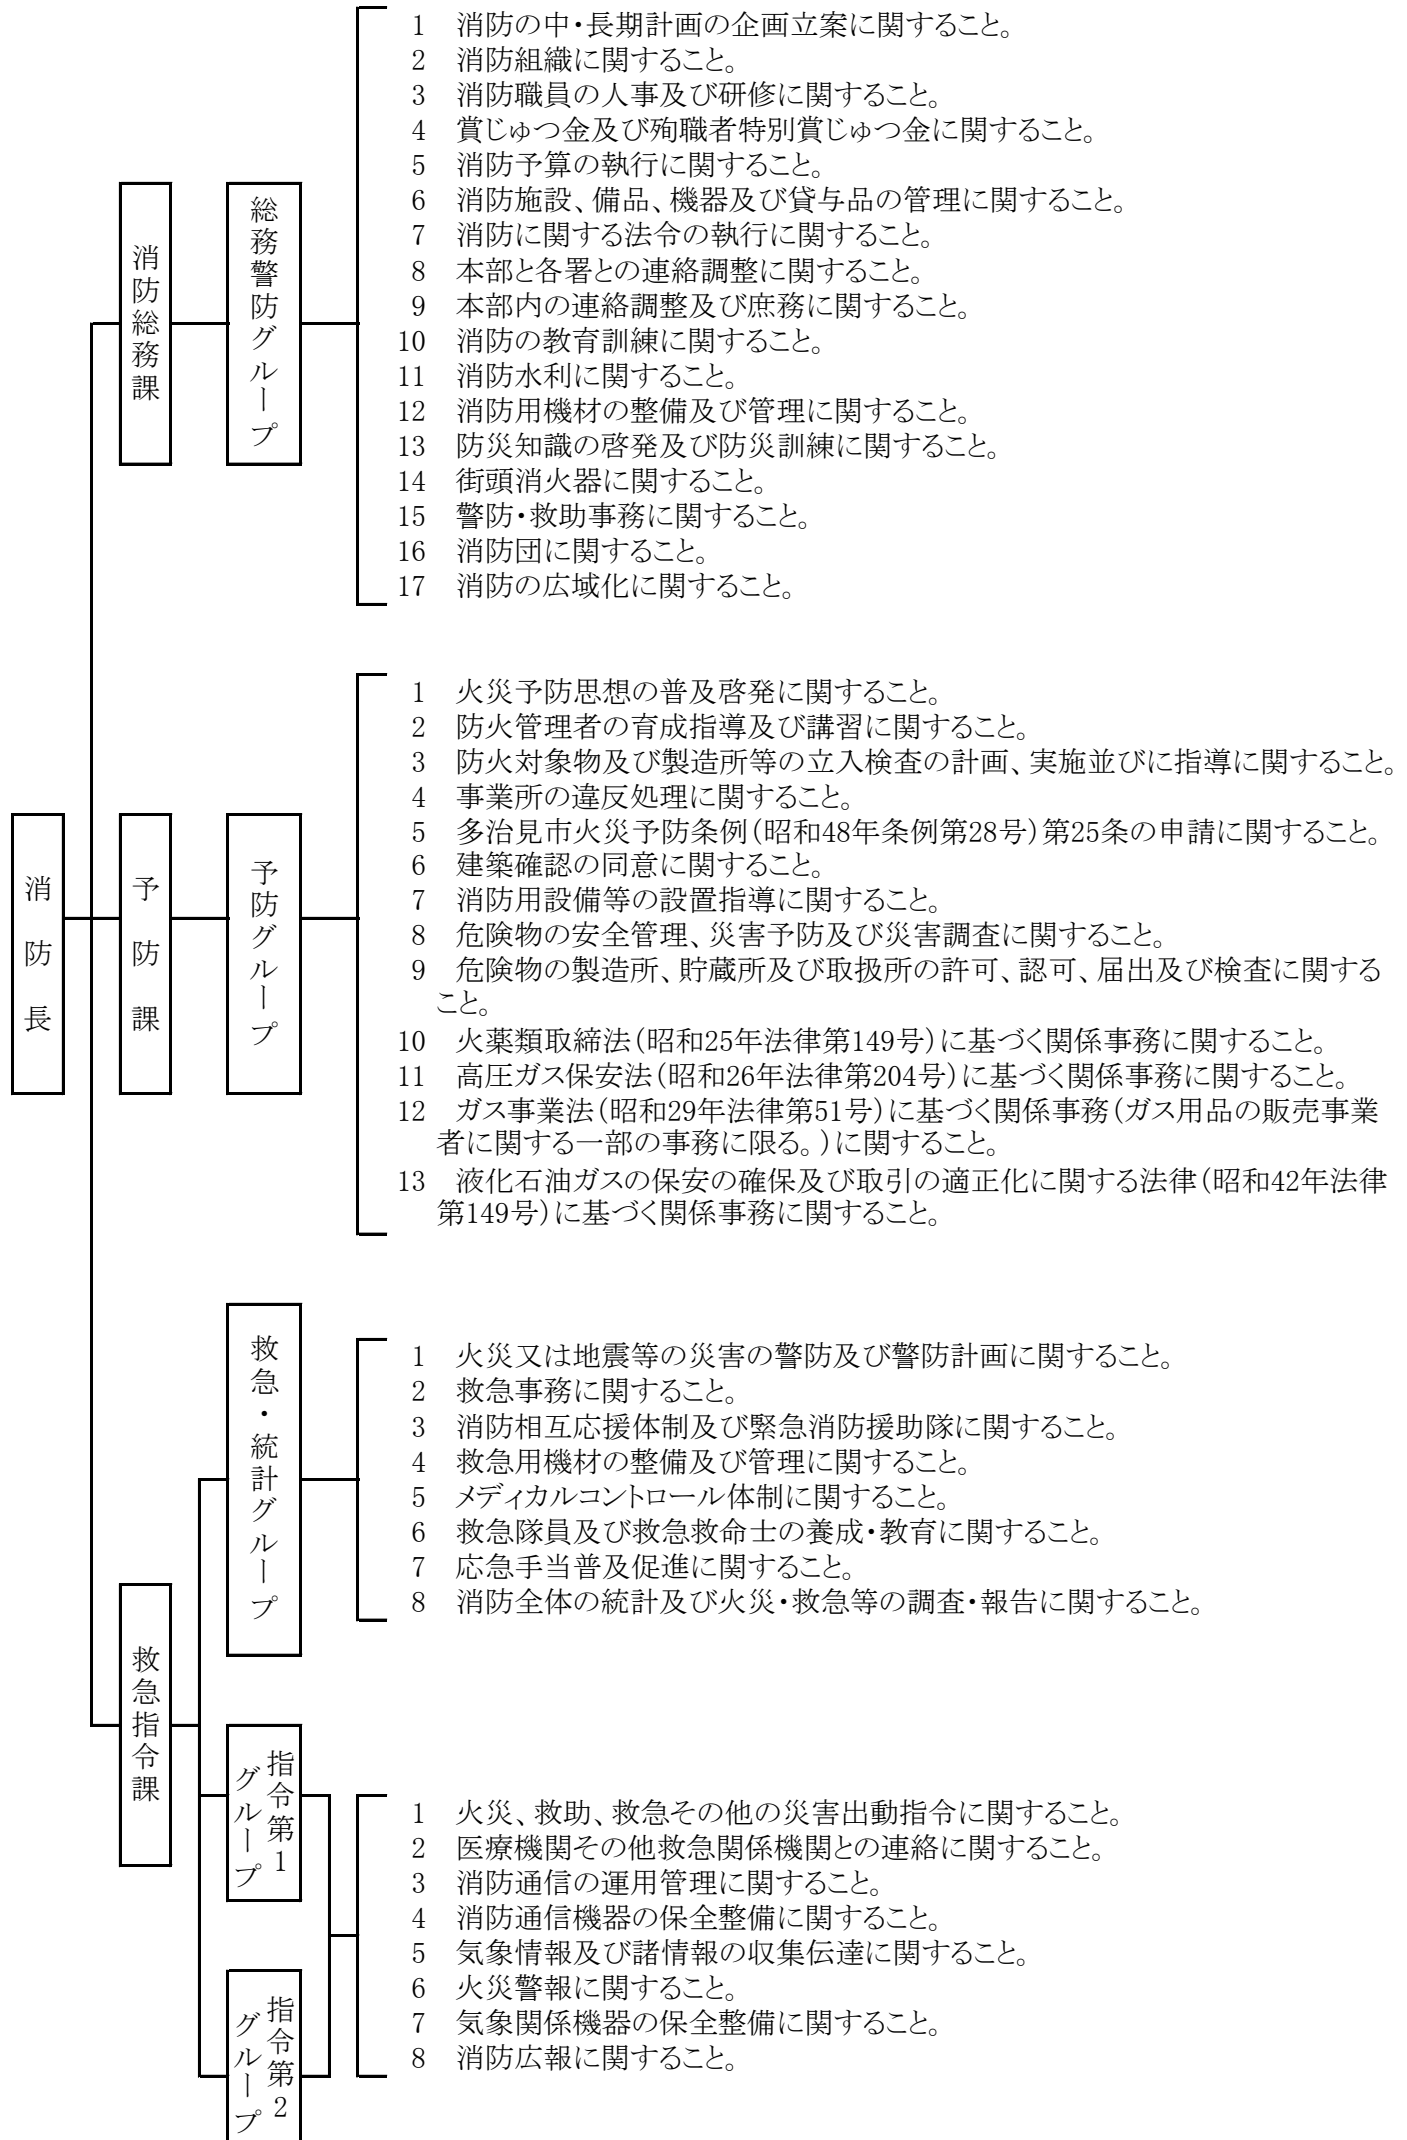 消防長
消防総務課
総務警防グループ
1 消防の中・長期計画の企画立案に関すること。
2 消防組織に関すること。
3 消防職員の人事及び研修に関すること。
4 賞じゅつ金及び殉職者特別賞じゅつ金に関すること。
5 消防予算の執行に関すること。
6 消防施設、備品、機器及び貸与品の管理に関すること。
7 消防に関する法令の執行に関すること。
8 本部と各署との連絡調整に関すること。
9 本部内の連絡調整及び庶務に関すること。
10 消防の教育訓練に関すること。
11 消防水利に関すること。
12 消防用機材の整備及び管理に関すること。
13 防災知識の啓発及び防災訓練に関すること。
14 街頭消火器に関すること。
15 警防・救助事務に関すること。
16 消防団に関すること。
17 消防の広域化に関すること。
予防課
予防グループ
1 火災予防思想の普及啓発に関すること。
2 防火管理者の育成指導及び講習に関すること。
3 防火対象物及び製造所等の立入検査の計画、実施並びに指導に関すること。
4 事業所の違反処理に関すること。
5 多治見市火災予防条例(昭和48年条例第28号)第25条の申請に関すること。
6 建築確認の同意に関すること。
7 消防用設備等の設置指導に関すること。
8 危険物の安全管理、災害予防及び災害調査に関すること。
9 危険物の製造所、貯蔵所及び取扱所の許可、認可、届出及び検査に関する
こと。
10 火薬類取締法(昭和25年法律第149号)に基づく関係事務に関すること。
11 高圧ガス保安法(昭和26年法律第204号)に基づく関係事務に関すること。
12 ガス事業法(昭和29年法律第51号)に基づく関係事務(ガス用品の販売事業
者に関する一部の事務に限る。)に関すること。
13 液化石油ガスの保安の確保及び取引の適正化に関する法律(昭和42年法律
第149号)に基づく関係事務に関すること。
救急指令課
救急・統計グループ
1 火災又は地震等の災害の警防及び警防計画に関すること。
2 救急事務に関すること。
3 消防相互応援体制及び緊急消防援助隊に関すること。
4 救急用機材の整備及び管理に関すること。
5 メディカルコントロール体制に関すること。
6 救急隊員及び救急救命士の養成・教育に関すること。
7 応急手当普及促進に関すること。
8 消防全体の統計及び火災・救急等の調査・報告に関すること。
指令第1
グループ
指令第2
グループ
1 火災、救助、救急その他の災害出動指令に関すること。
2 医療機関その他救急関係機関との連絡に関すること。
3 消防通信の運用管理に関すること。
4 消防通信機器の保全整備に関すること。
5 気象情報及び諸情報の収集伝達に関すること。
6 火災警報に関すること。
7 気象関係機器の保全整備に関すること。
8 消防広報に関すること。